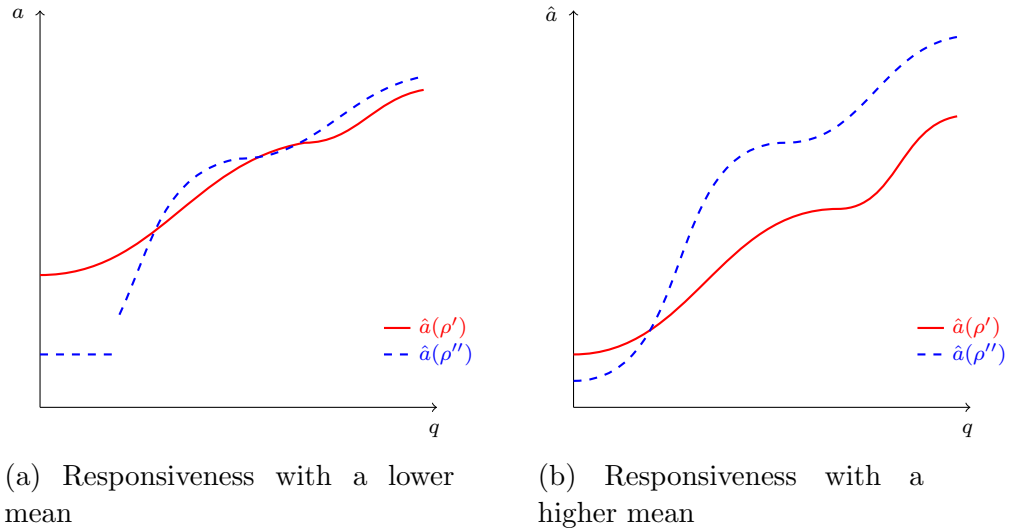 a
â(ρ′)
â(ρ′′)
q
(a) Responsiveness with a lower
mean
â
â(ρ′)
â(ρ′′)
q
(b) Responsiveness with a
higher mean